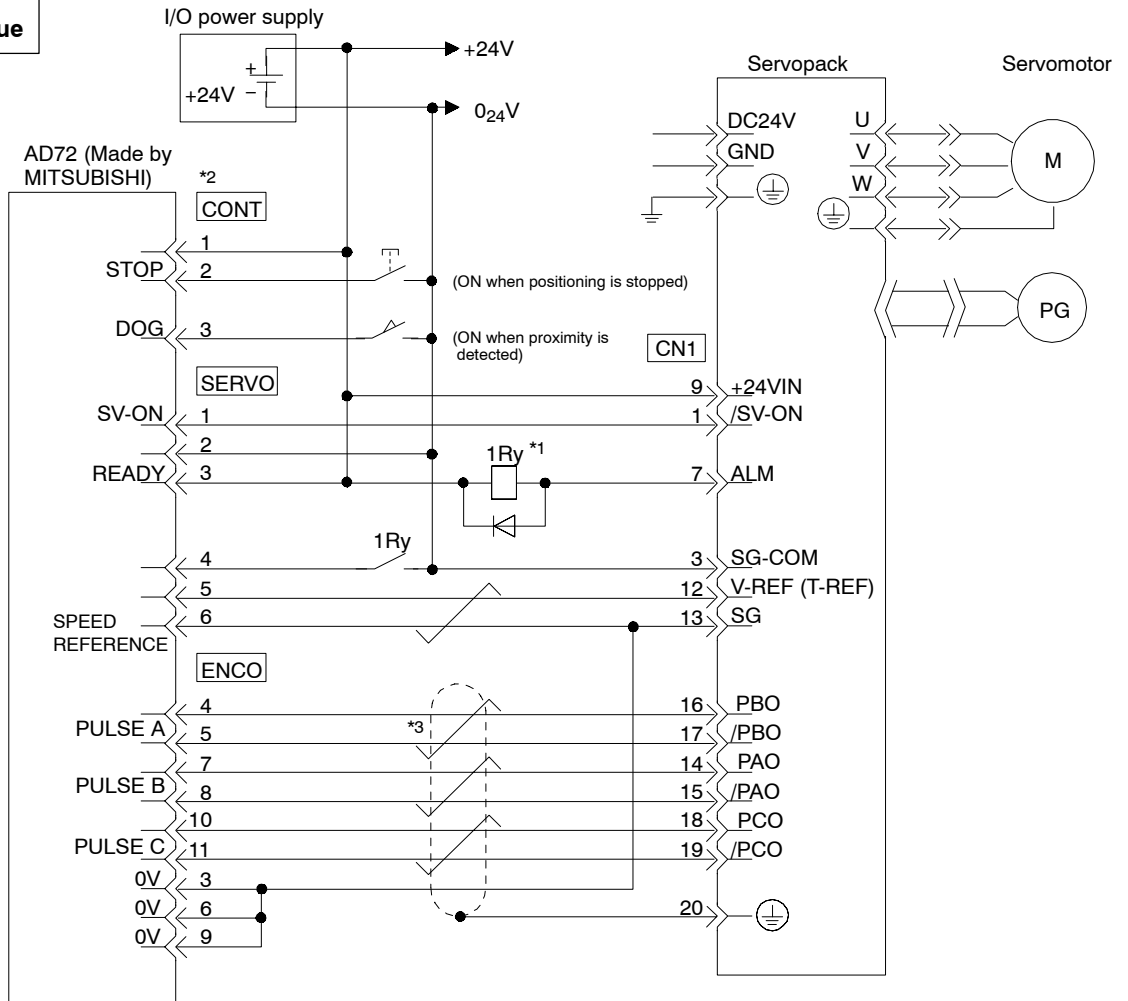 ue
I/O power supply
+
+24V
−
+24V
0₂₄V
Servopack
Servomotor
DC24V
GND
U
V
W
M
PG
AD72 (Made by
MITSUBISHI)
*2
CONT
1
STOP
2
(ON when positioning is stopped)
DOG
3
(ON when proximity is
detected)
CN1
SERVO
9
+24VIN
SV-ON
1
1
/SV-ON
2
READY
3
1Ry *1
7
ALM
1Ry
4
3
SG-COM
5
12
V-REF (T-REF)
SPEED
REFERENCE
6
13
SG
ENCO
4
16
PBO
PULSE A
5
*3
17
/PBO
7
14
PAO
PULSE B
8
15
/PAO
10
18
PCO
PULSE C
11
19
/PCO
0V
3
0V
6
20
0V
9